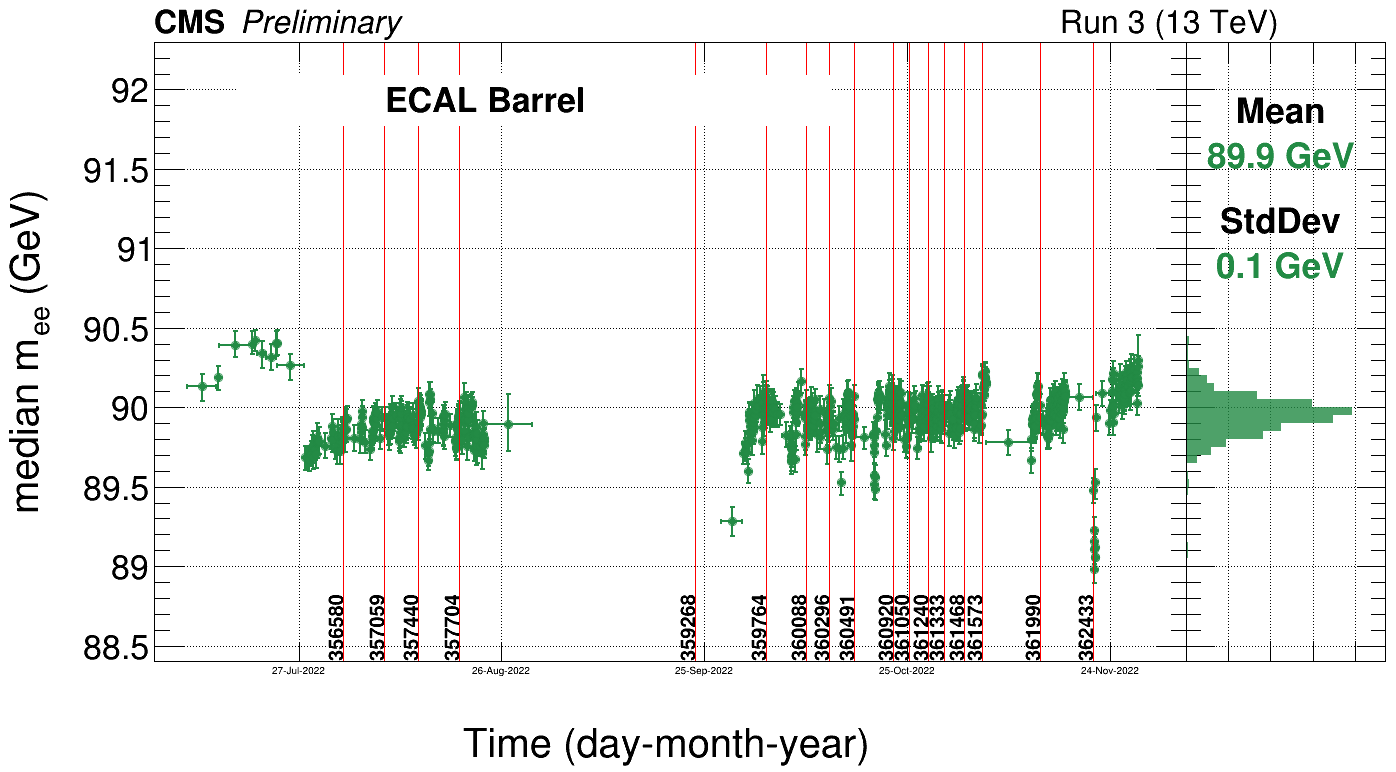 CMS Preliminary
Run 3 (13 TeV)
ECAL Barrel
Mean
89.9 GeV
StdDev
0.1 GeV
median m_ee (GeV)
92
91.5
91
90.5
90
89.5
89
88.5
356580
357059
357440
357704
359268
359764
360088
360296
360491
360920
361050
361240
361333
361468
361573
361990
362433
27-Jul-2022
26-Aug-2022
25-Sep-2022
25-Oct-2022
24-Nov-2022
Time (day-month-year)